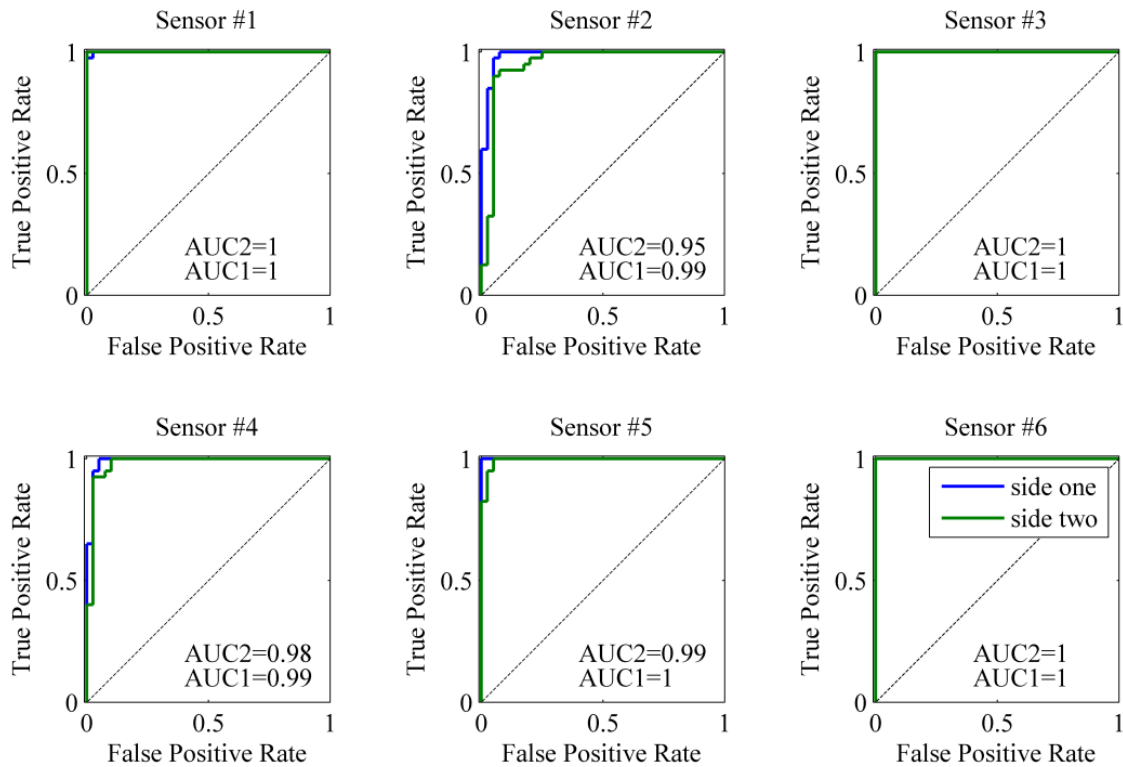 Sensor #1
True Positive Rate
1
0.5
0
AUC2=1
AUC1=1
0
0.5
1
False Positive Rate
Sensor #2
True Positive Rate
1
0.5
0
AUC2=0.95
AUC1=0.99
0
0.5
1
False Positive Rate
Sensor #3
True Positive Rate
1
0.5
0
AUC2=1
AUC1=1
0
0.5
1
False Positive Rate
Sensor #4
True Positive Rate
1
0.5
0
AUC2=0.98
AUC1=0.99
0
0.5
1
False Positive Rate
Sensor #5
True Positive Rate
1
0.5
0
AUC2=0.99
AUC1=1
0
0.5
1
False Positive Rate
Sensor #6
True Positive Rate
1
0.5
0
side one
side two
AUC2=1
AUC1=1
0
0.5
1
False Positive Rate